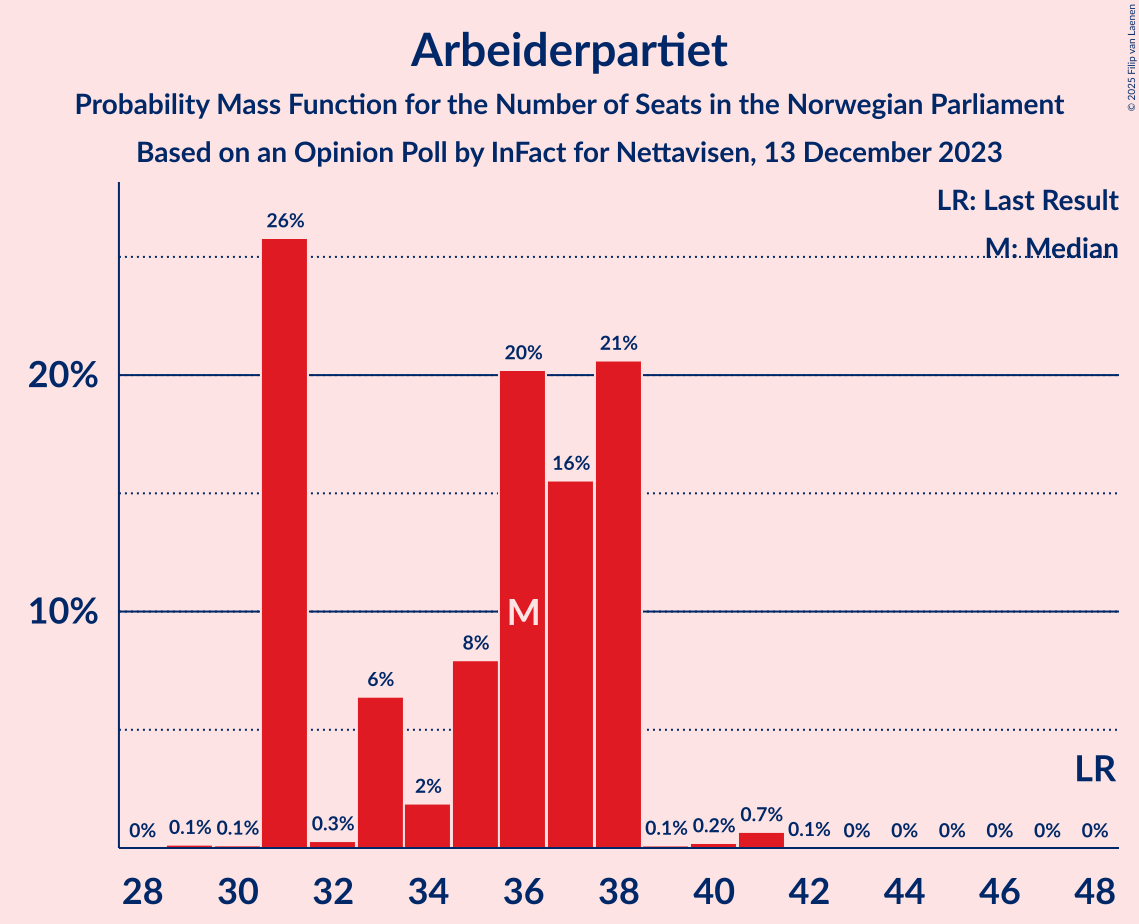 Arbeiderpartiet
Probability Mass Function for the Number of Seats in the Norwegian Parliament
Based on an Opinion Poll by InFact for Nettavisen, 13 December 2023
© 2025 Filip van Laenen
LR: Last Result
M: Median
26%
21%
20%
20%
16%
10%
M
8%
6%
LR
2%
0% 0.1% 0.1% 0.3% 0.1% 0.2% 0.7% 0.1% 0% 0% 0% 0% 0% 0%
28 30 32 34 36 38 40 42 44 46 48